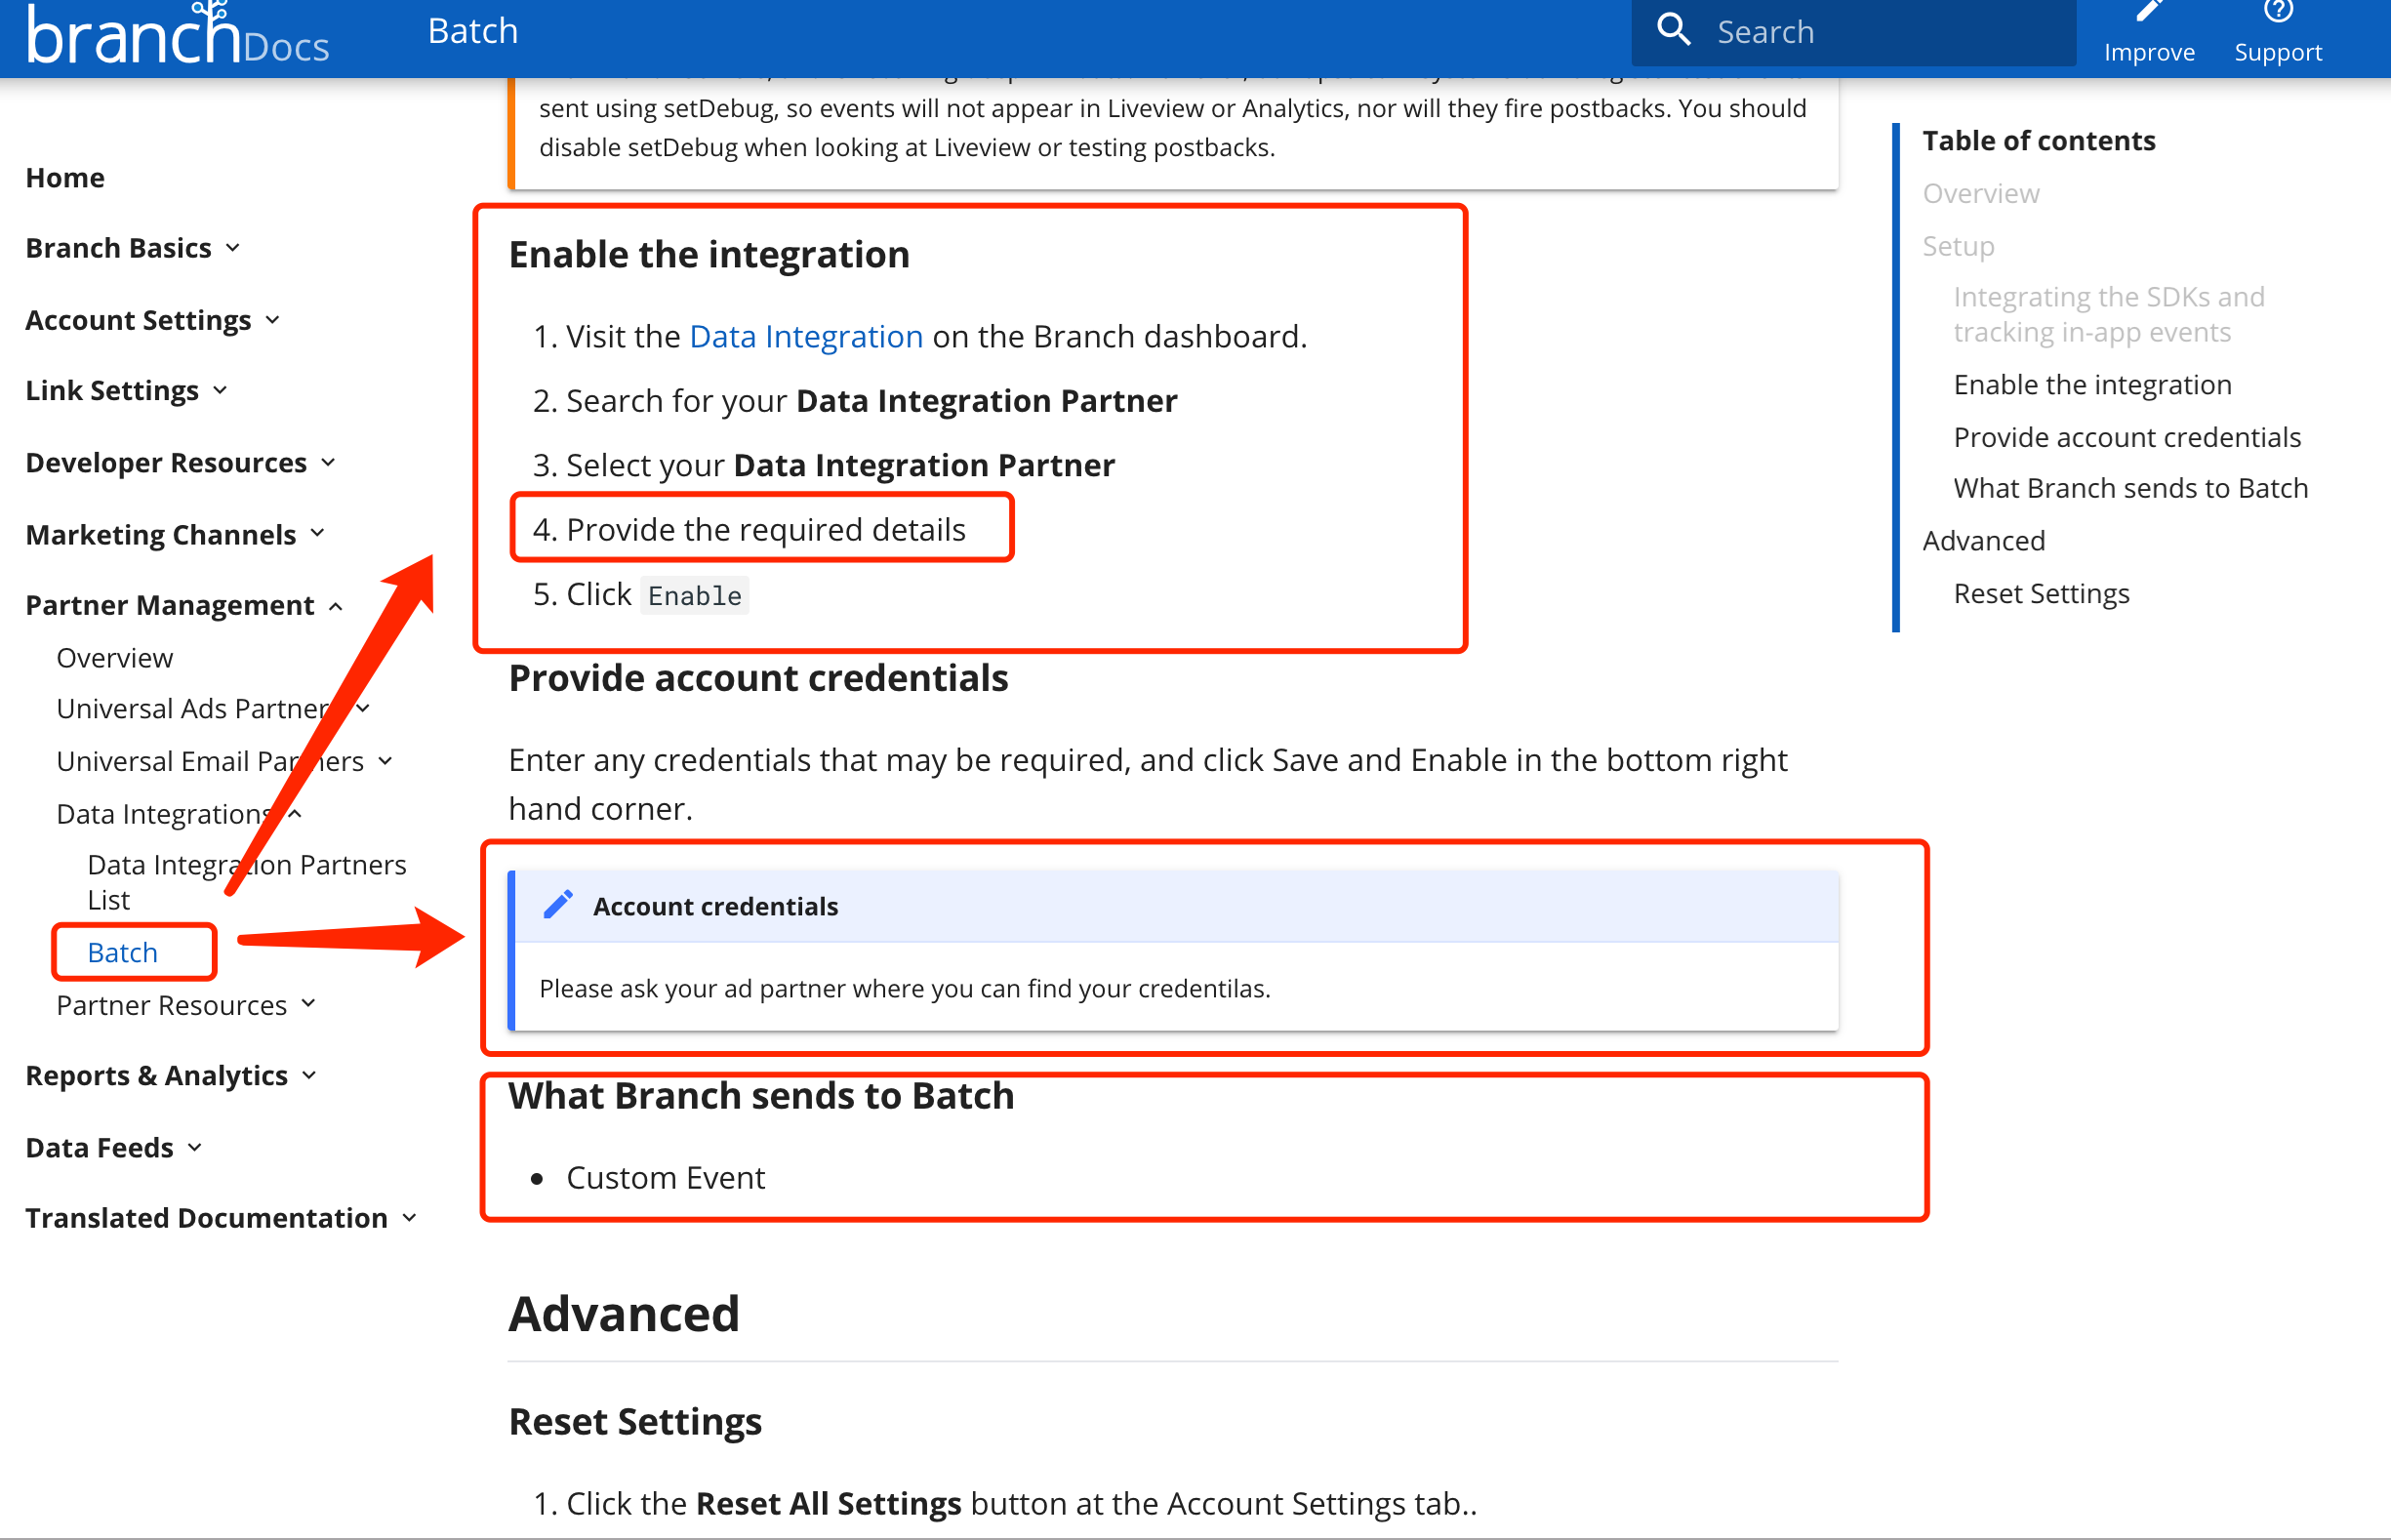 branch Docs
Batch
Search
Improve
Support
sent using setDebug, so events will not appear in Liveview or Analytics, nor will they fire postbacks. You should
disable setDebug when looking at Liveview or testing postbacks.
Home
Branch Basics
Account Settings
Link Settings
Developer Resources
Marketing Channels
Partner Management
Overview
Universal Ads Partner
Universal Email Partners
Data Integrations
Data Integration Partners
List
Batch
Partner Resources
Reports & Analytics
Data Feeds
Translated Documentation
Enable the integration
1. Visit the Data Integration on the Branch dashboard.
2. Search for your Data Integration Partner
3. Select your Data Integration Partner
4. Provide the required details
5. Click Enable
Provide account credentials
Enter any credentials that may be required, and click Save and Enable in the bottom right
hand corner.
Account credentials
Please ask your ad partner where you can find your credentilas.
What Branch sends to Batch
• Custom Event
Advanced
Reset Settings
1. Click the Reset All Settings button at the Account Settings tab..
Table of contents
Overview
Setup
Integrating the SDKs and
tracking in-app events
Enable the integration
Provide account credentials
What Branch sends to Batch
Advanced
Reset Settings